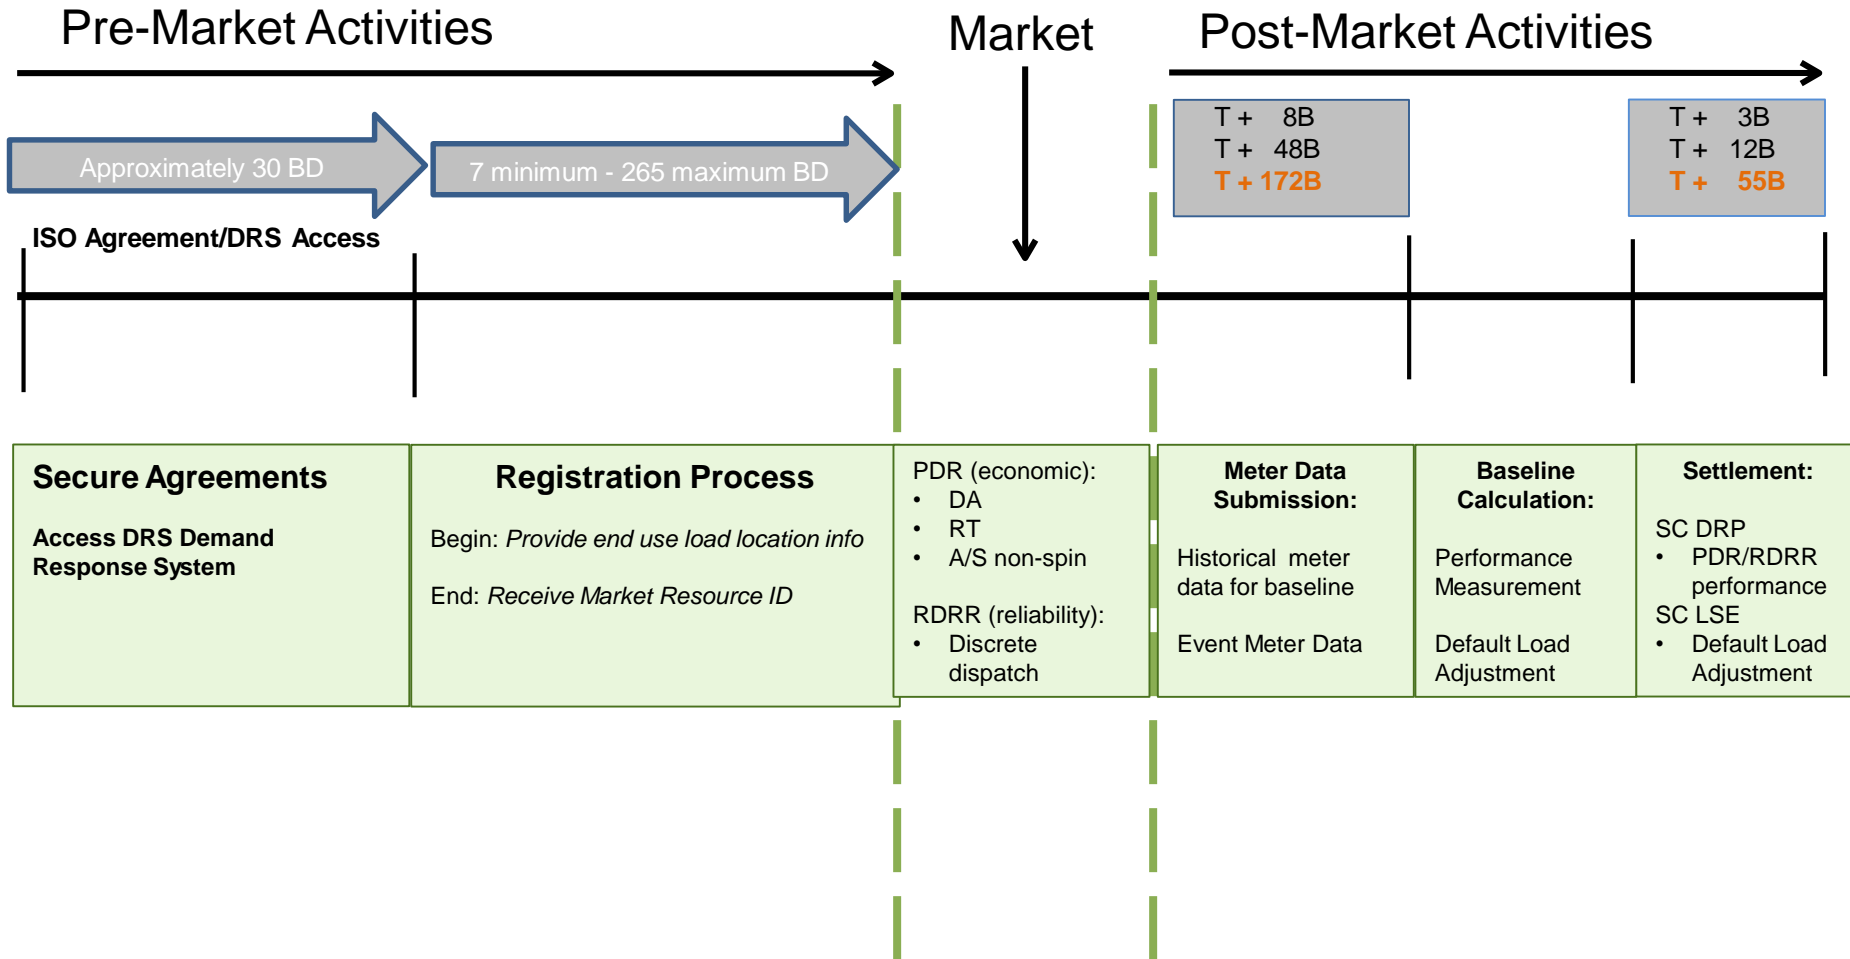 Pre-Market Activities
Market
Post-Market Activities
Approximately 30 BD
7 minimum - 265 maximum BD
T + 8B
T + 48B
T + 172B
T + 3B
T + 12B
T + 55B
ISO Agreement/DRS Access
Secure Agreements
Access DRS Demand
Response System
Registration Process
Begin: Provide end use load location info
End: Receive Market Resource ID
PDR (economic):
• DA
• RT
• A/S non-spin
RDRR (reliability):
• Discrete
dispatch
Meter Data
Submission:
Historical meter
data for baseline
Event Meter Data
Baseline
Calculation:
Performance
Measurement
Default Load
Adjustment
Settlement:
SC DRP
• PDR/RDRR
performance
SC LSE
• Default Load
Adjustment